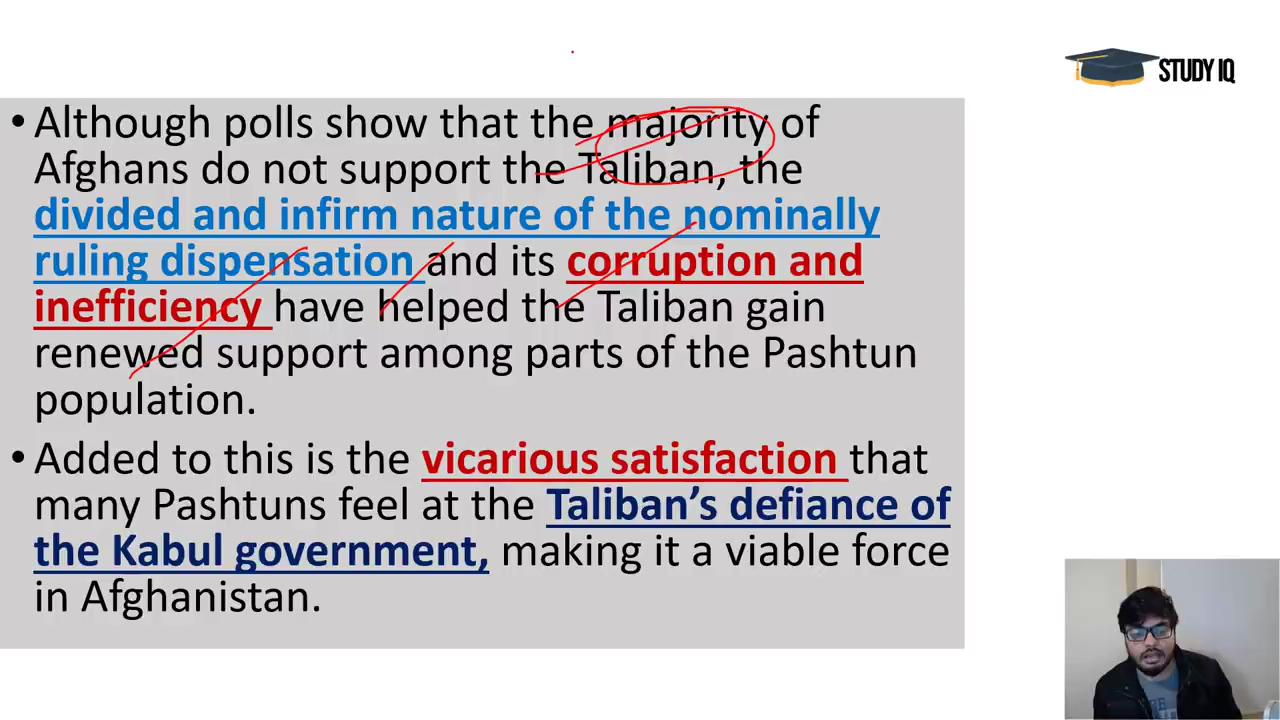 STUDY IQ
• Although polls show that the majority of
Afghans do not support the Taliban, the
divided and infirm nature of the nominally
ruling dispensation and its corruption and
inefficiency have helped the Taliban gain
renewed support among parts of the Pashtun
population.
• Added to this is the vicarious satisfaction that
many Pashtuns feel at the Taliban’s defiance of
the Kabul government, making it a viable force
in Afghanistan.